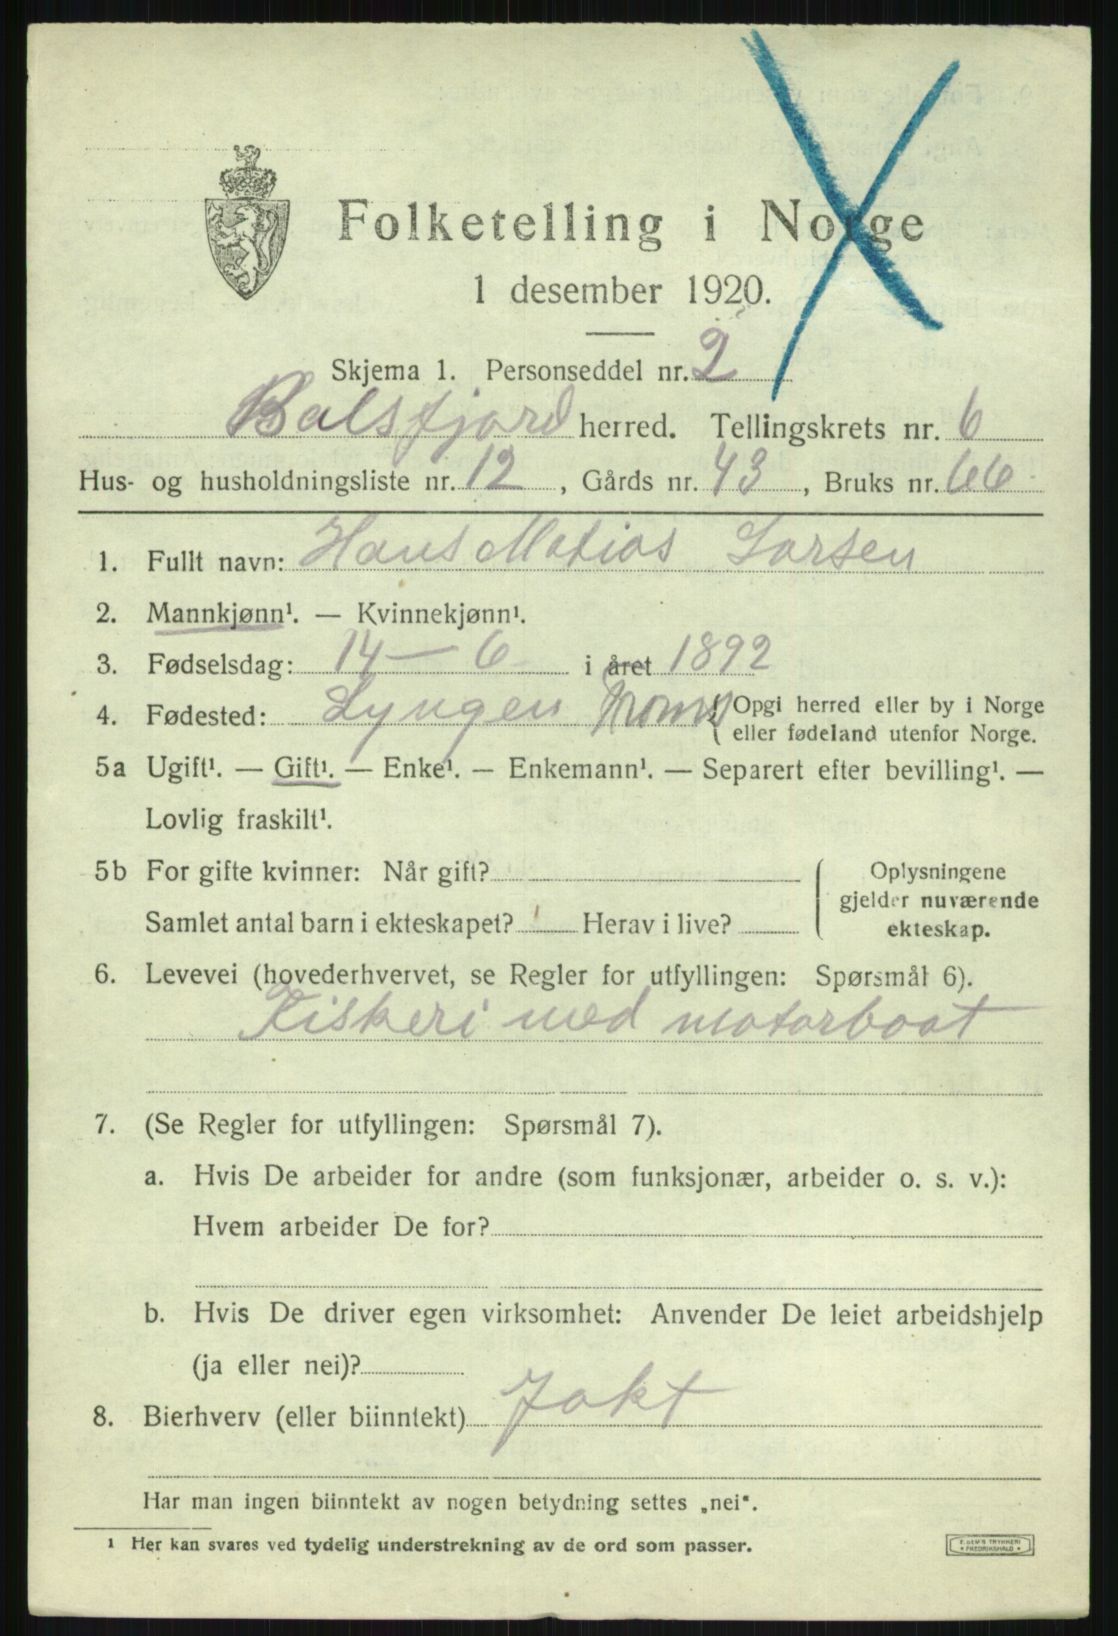 Folketelling i Norge
1 desember 1920.
Skjema 1. Personseddel nr. 2
Balsfjord herred. Tellingskrets nr. 6
Hus- og husholdningsliste nr. 12, Gårds nr. 43, Bruks nr. 66
1. Fullt navn: Hans Matias Larsen
2. Mannkjønn¹. — Kvinnekjønn¹.
3. Fødselsdag: 14 – 6 i året 1892
4. Fødested: Lyngen Troms { Opgi herred eller by i Norge
eller fødeland utenfor Norge.
5a Ugift¹. — Gift¹. — Enke¹. — Enkemann¹. — Separert efter bevilling¹. —
Lovlig fraskilt¹.
5b For gifte kvinner: Når gift?
Samlet antal barn i ekteskapet? Herav i live?
Oplysningene
gjelder nuværende
ekteskap.
6. Levevei (hovederhvervet, se Regler for utfyllingen: Spørsmål 6).
Fiskeri med motorboat
7. (Se Regler for utfyllingen: Spørsmål 7).
a. Hvis De arbeider for andre (som funksjonær, arbeider o. s. v.):
Hvem arbeider De for?
b. Hvis De driver egen virksomhet: Anvender De leiet arbeidshjelp
(ja eller nei)?
8. Bierhverv (eller biinntekt) Jakt
Har man ingen biinntekt av nogen betydning settes „nei“.
¹ Her kan svares ved tydelig understrekning av de ord som passer.